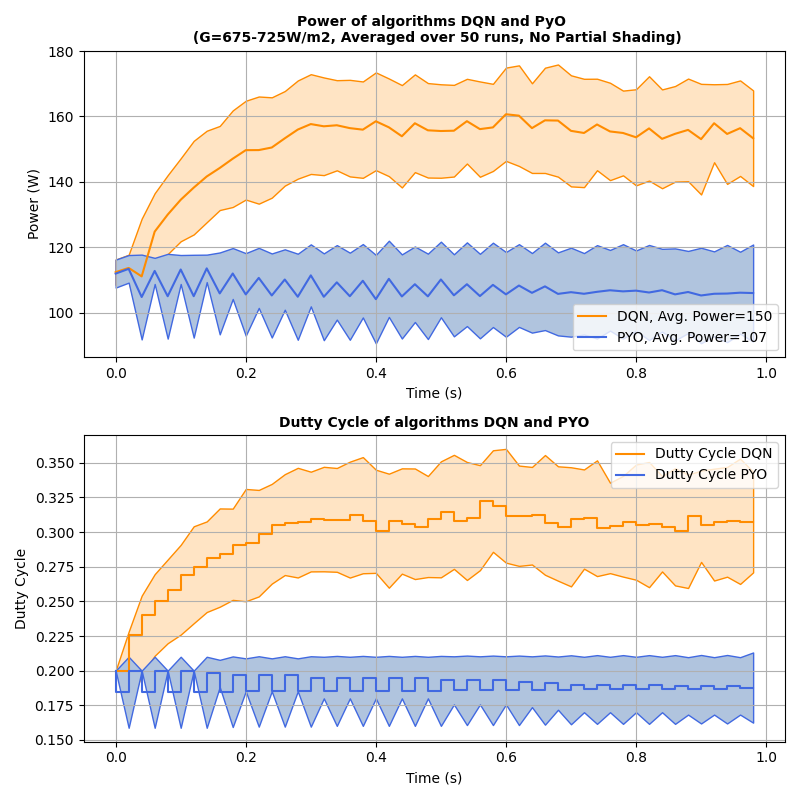 Power of algorithms DQN and PyO
(G=675-725W/m2, Averaged over 50 runs, No Partial Shading)
180
160
140
120
100
Power (W)
DQN, Avg. Power=150
PYO, Avg. Power=107
0.0 0.2 0.4 0.6 0.8 1.0
Time (s)
Dutty Cycle of algorithms DQN and PYO
0.350
0.325
0.300
0.275
0.250
0.225
0.200
0.175
0.150
Dutty Cycle
Dutty Cycle DQN
Dutty Cycle PYO
0.0 0.2 0.4 0.6 0.8 1.0
Time (s)